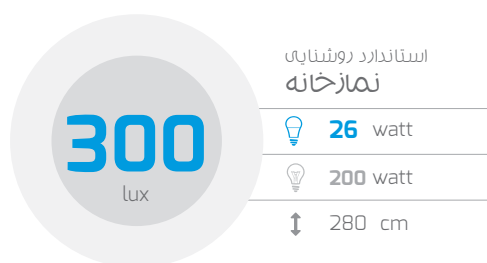 300
lux
استاندارد روشنایی
نمازخانه
26 watt
200 watt
280 cm